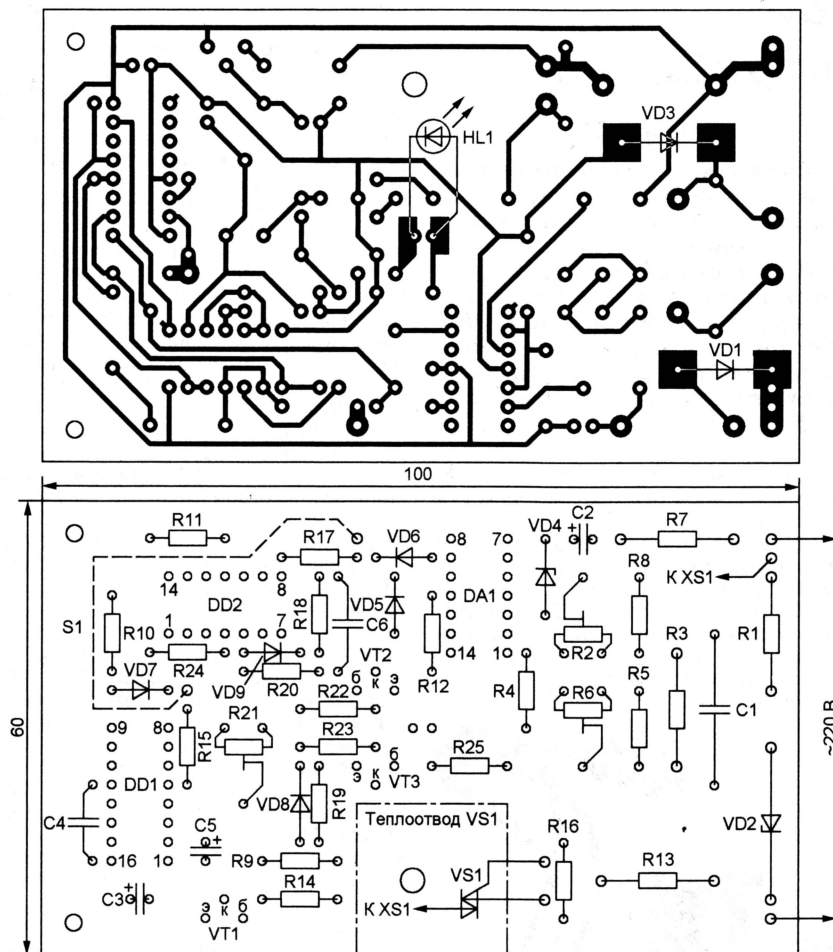 VD3
HL1
VD1
100
60
R11
R17
VD6
8
7
VD4
C2
+
R7
К XS1
14
8
DD2
1
7
S1
R10
R24
R18
C6
VD5
R12
DA1
14
1
R8
R2
R3
R1
VD7
VD9
R20
VT2
б
к
э
R22
R4
R6
R5
C1
9
8
R15
R21
R23
э
к
б
VT3
R25
~220 В
DD1
VD8
R19
Теплоотвод VS1
C4
16
1
C5
+
R9
VS1
R16
R13
VD2
C3
+
э
к
б
VT1
R14
К XS1